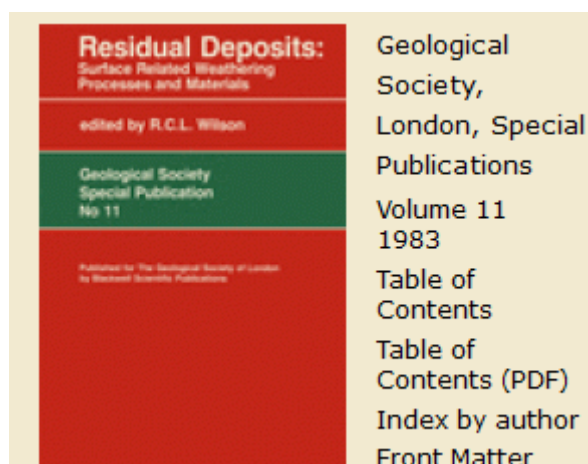 Residual Deposits:
Surface Related Weathering
Processes and Materials
edited by R.C.L. Wilson
Geological Society
Special Publication
No 11
Published for The Geological Society of London
by Blackwell Scientific Publications
Geological
Society,
London, Special
Publications
Volume 11
1983
Table of
Contents
Table of
Contents (PDF)
Index by author
Front Matter